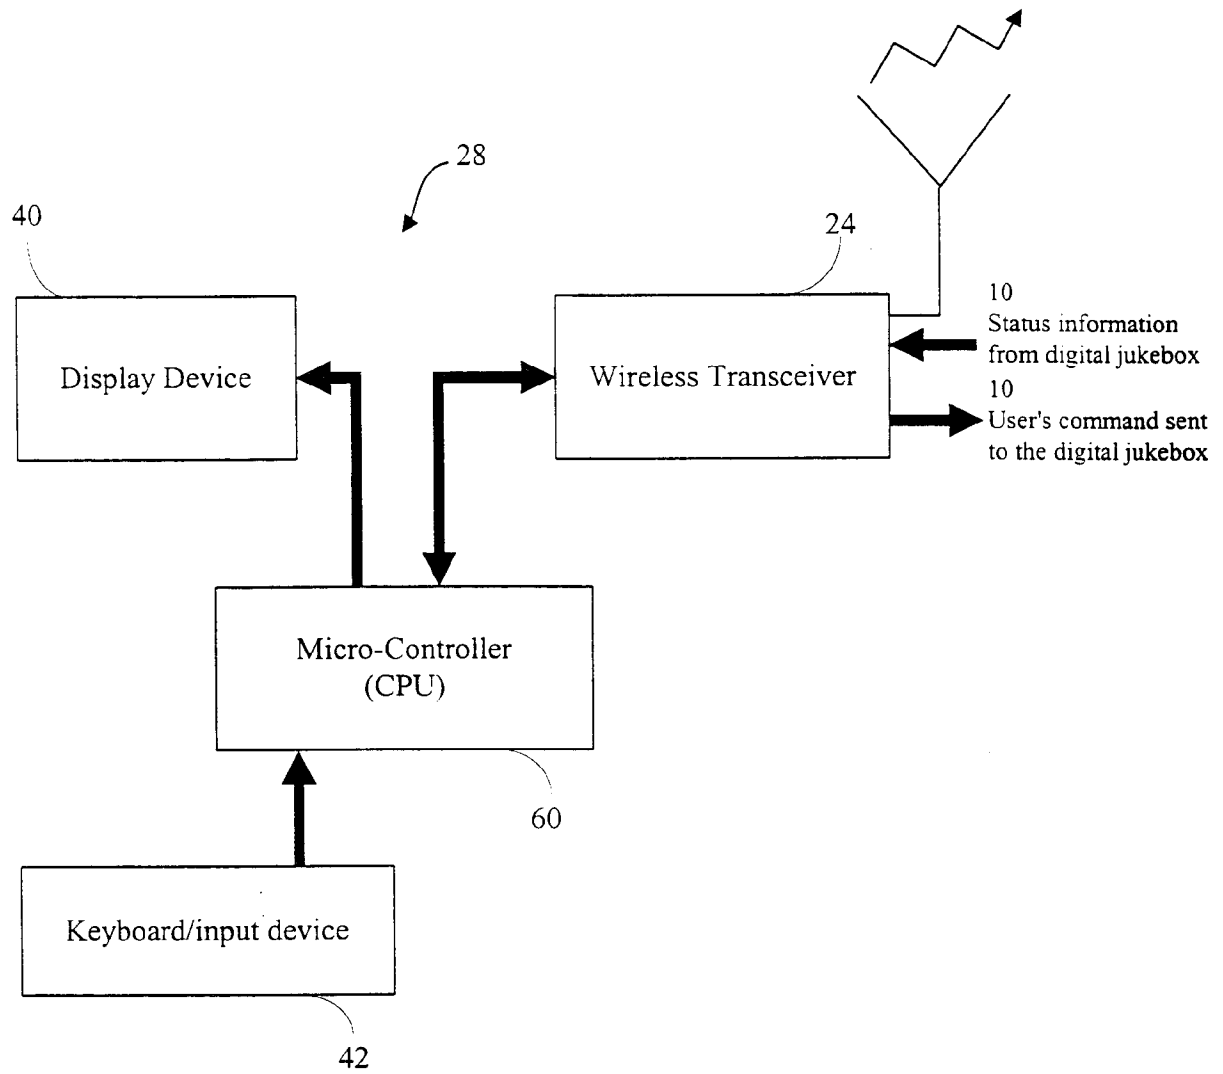 28
40
24
Display Device
Wireless Transceiver
10
Status information
from digital jukebox
10
User's command sent
to the digital jukebox
Micro-Controller
(CPU)
60
Keyboard/input device
42